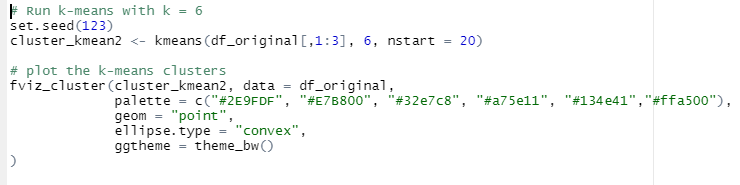 # Run k-means with k = 6
set.seed(123)
cluster_kmean2 <- kmeans(df_original[,1:3], 6, nstart = 20)
# plot the k-means clusters
fviz_cluster(cluster_kmean2, data = df_original,
palette = c("#2E9FDF", "#E7B800", "#32e7c8", "#a75e11", "#134e41","#ffa500"),
geom = "point",
ellipse.type = "convex",
ggtheme = theme_bw()
)